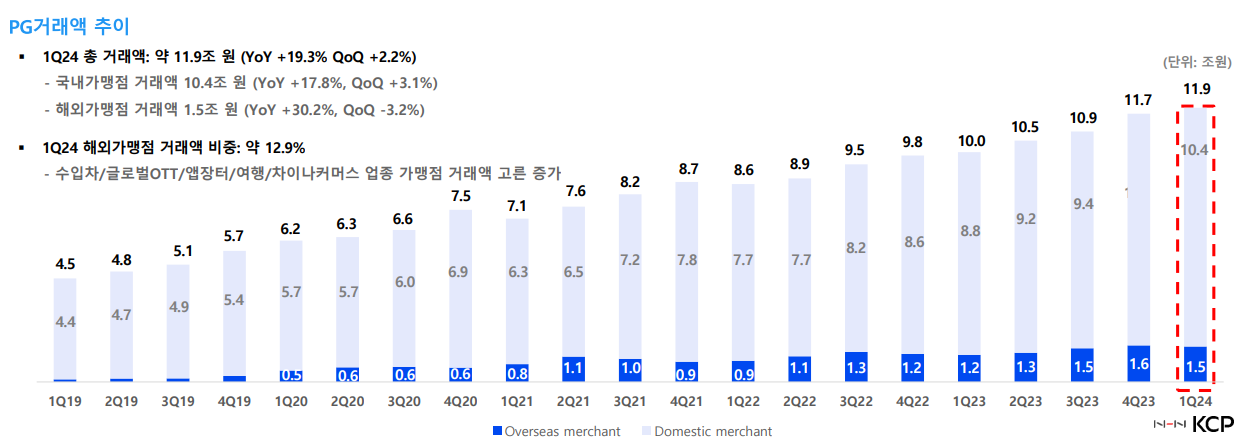 PG거래액 추이
▪ 1Q24 총 거래액: 약 11.9조 원 (YoY +19.3% QoQ +2.2%)
- 국내가맹점 거래액 10.4조 원 (YoY +17.8%, QoQ +3.1%)
- 해외가맹점 거래액 1.5조 원 (YoY +30.2%, QoQ -3.2%)
▪ 1Q24 해외가맹점 거래액 비중: 약 12.9%
- 수입차/글로벌OTT/앱장터/여행/차이나커머스 업종 가맹점 거래액 고른 증가
(단위: 조원)
4.5 4.8 5.1 5.7 6.2 6.3 6.6 7.5 7.1 7.6 8.2 8.7 8.6 8.9 9.5 9.8 10.0 10.5 10.9 11.7 11.9
4.4 4.7 4.9 5.4 5.7 5.7 6.0 6.9 6.3 6.5 7.2 7.8 7.7 7.7 8.2 8.6 8.8 9.2 9.4 10.4
0.5 0.6 0.6 0.6 0.8 1.1 1.0 0.9 0.9 1.1 1.3 1.2 1.2 1.3 1.5 1.6 1.5
1Q19 2Q19 3Q19 4Q19 1Q20 2Q20 3Q20 4Q20 1Q21 2Q21 3Q21 4Q21 1Q22 2Q22 3Q22 4Q22 1Q23 2Q23 3Q23 4Q23 1Q24
Overseas merchant Domestic merchant
NHN KCP